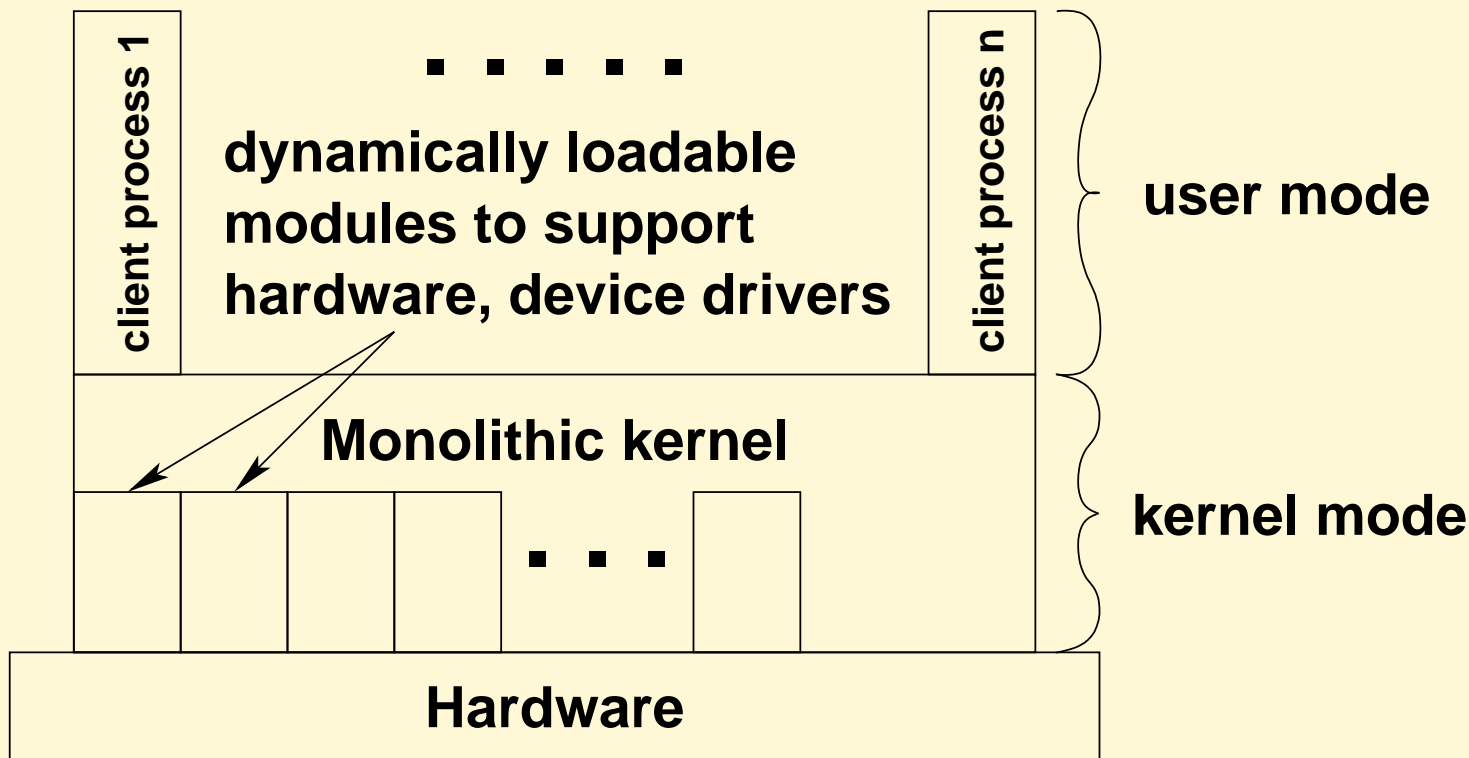 client process 1
client process n
dynamically loadable
modules to support
hardware, device drivers
user mode
Monolithic kernel
kernel mode
Hardware